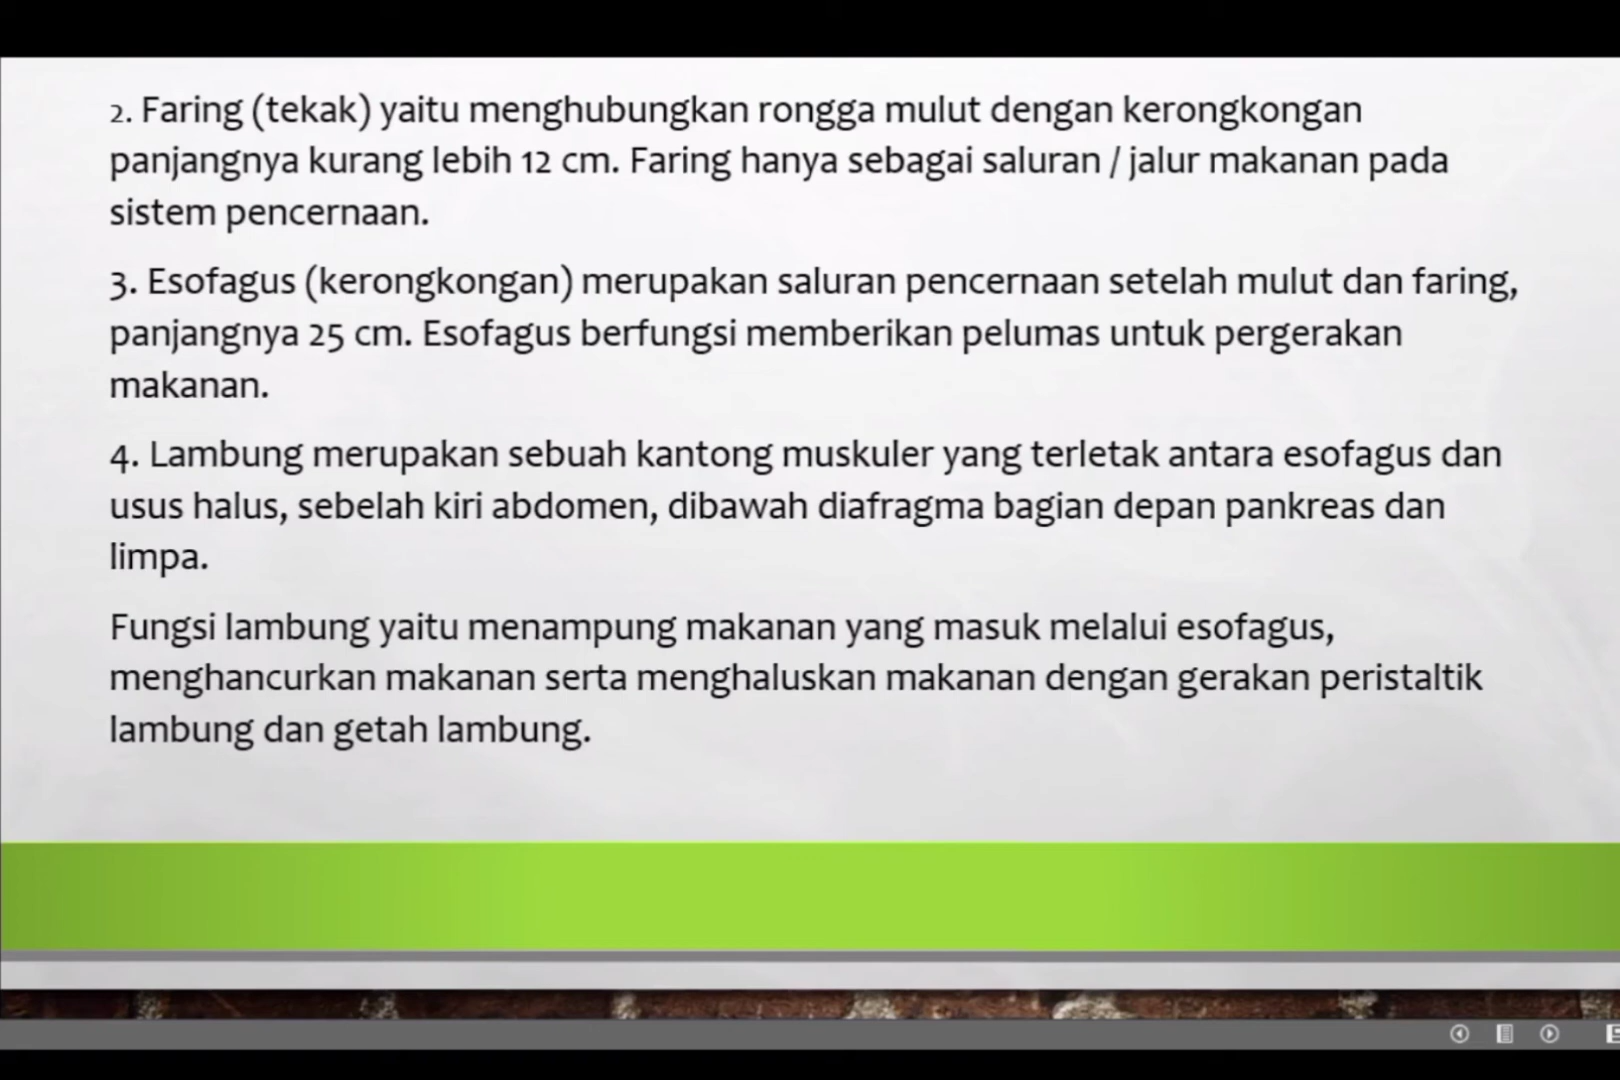 2. Faring (tekak) yaitu menghubungkan rongga mulut dengan kerongkongan
panjangnya kurang lebih 12 cm. Faring hanya sebagai saluran / jalur makanan pada
sistem pencernaan.
3. Esofagus (kerongkongan) merupakan saluran pencernaan setelah mulut dan faring,
panjangnya 25 cm. Esofagus berfungsi memberikan pelumas untuk pergerakan
makanan.
4. Lambung merupakan sebuah kantong muskuler yang terletak antara esofagus dan
usus halus, sebelah kiri abdomen, dibawah diafragma bagian depan pankreas dan
limpa.
Fungsi lambung yaitu menampung makanan yang masuk melalui esofagus,
menghancurkan makanan serta menghaluskan makanan dengan gerakan peristaltik
lambung dan getah lambung.